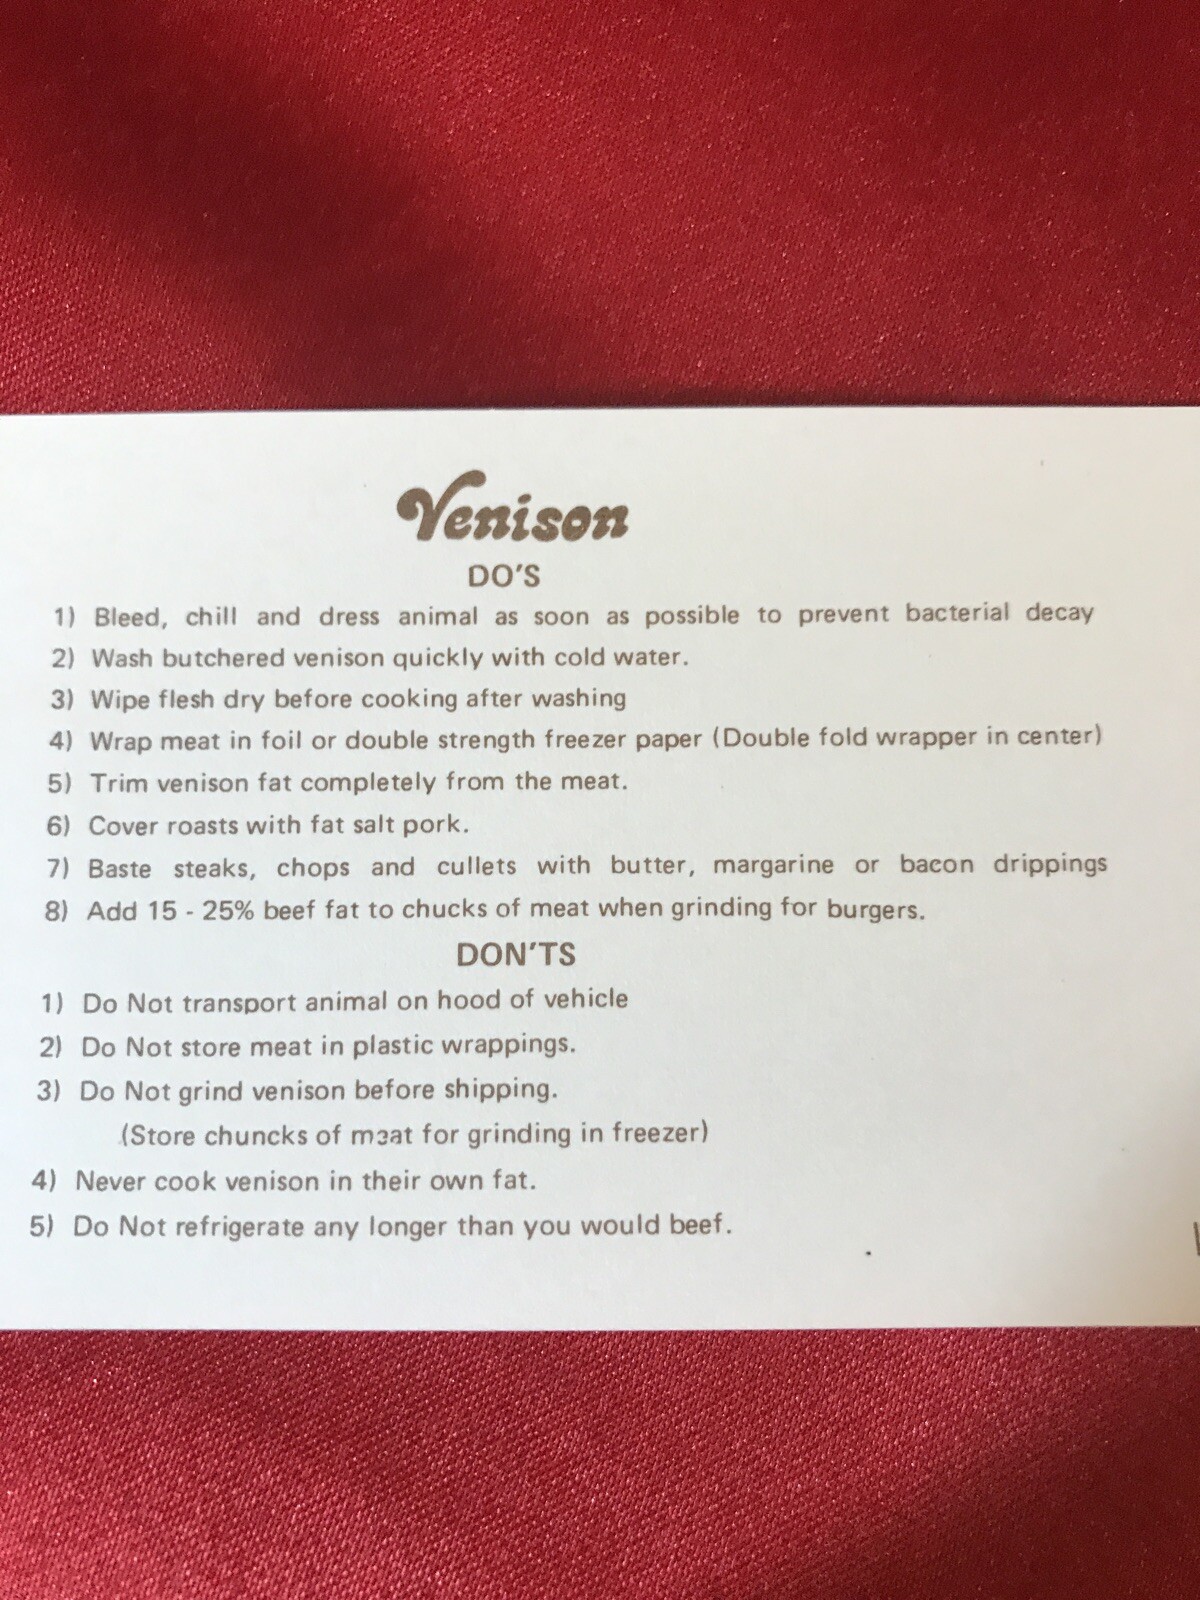 Venison
DO'S
1) Bleed, chill and dress animal as soon as possible to prevent bacterial decay
2) Wash butchered venison quickly with cold water.
3) Wipe flesh dry before cooking after washing
4) Wrap meat in foil or double strength freezer paper (Double fold wrapper in center)
5) Trim venison fat completely from the meat.
6) Cover roasts with fat salt pork.
7) Baste steaks, chops and cullets with butter, margarine or bacon drippings
8) Add 15 - 25% beef fat to chucks of meat when grinding for burgers.
DON'TS
1) Do Not transport animal on hood of vehicle
2) Do Not store meat in plastic wrappings.
3) Do Not grind venison before shipping.
(Store chuncks of meat for grinding in freezer)
4) Never cook venison in their own fat.
5) Do Not refrigerate any longer than you would beef.